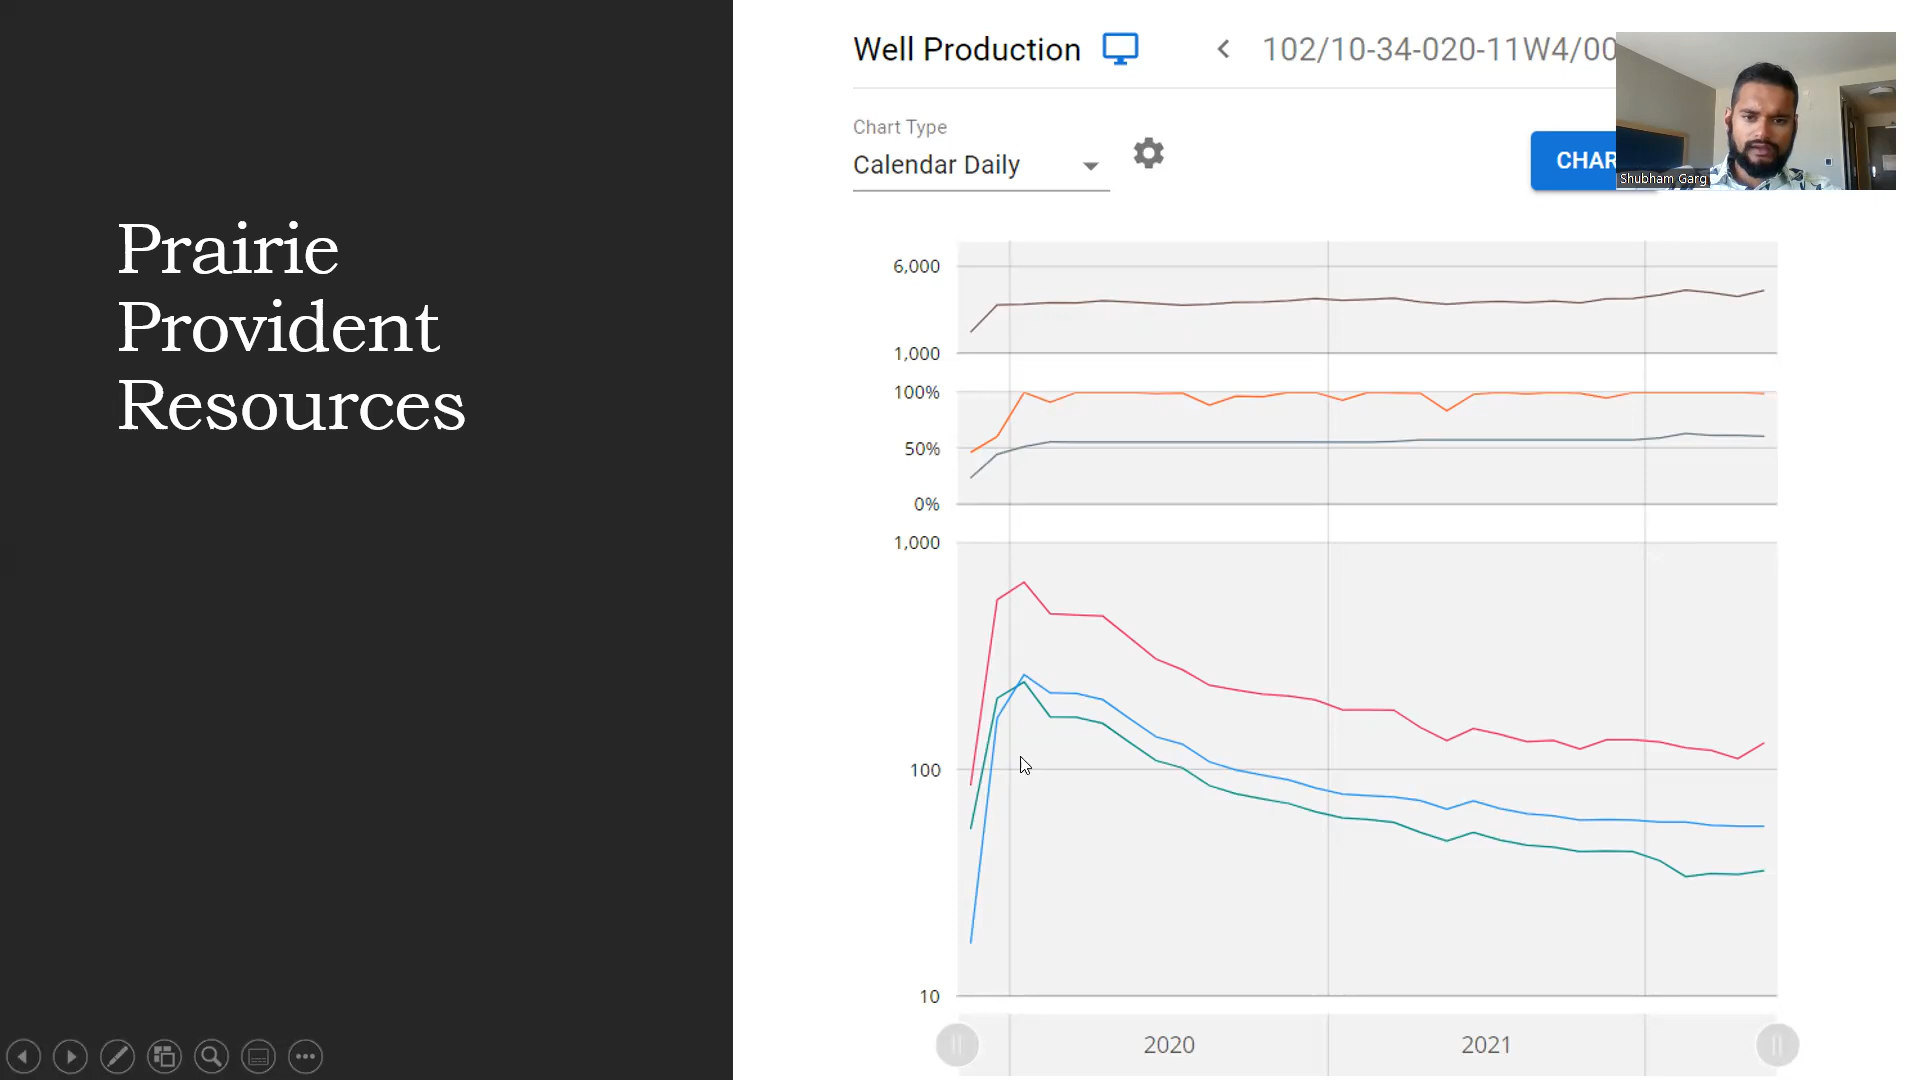 Prairie
Provident
Resources
Well Production
102/10-34-020-11W4/00
Chart Type
Calendar Daily
CHAR
Shubham Garg
6,000
1,000
100%
50%
0%
1,000
100
10
2020
2021